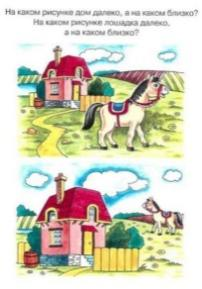 На каком рисунке дом далеко, а на каком близко?
На каком рисунке лошадка далеко,
а на каком близко?